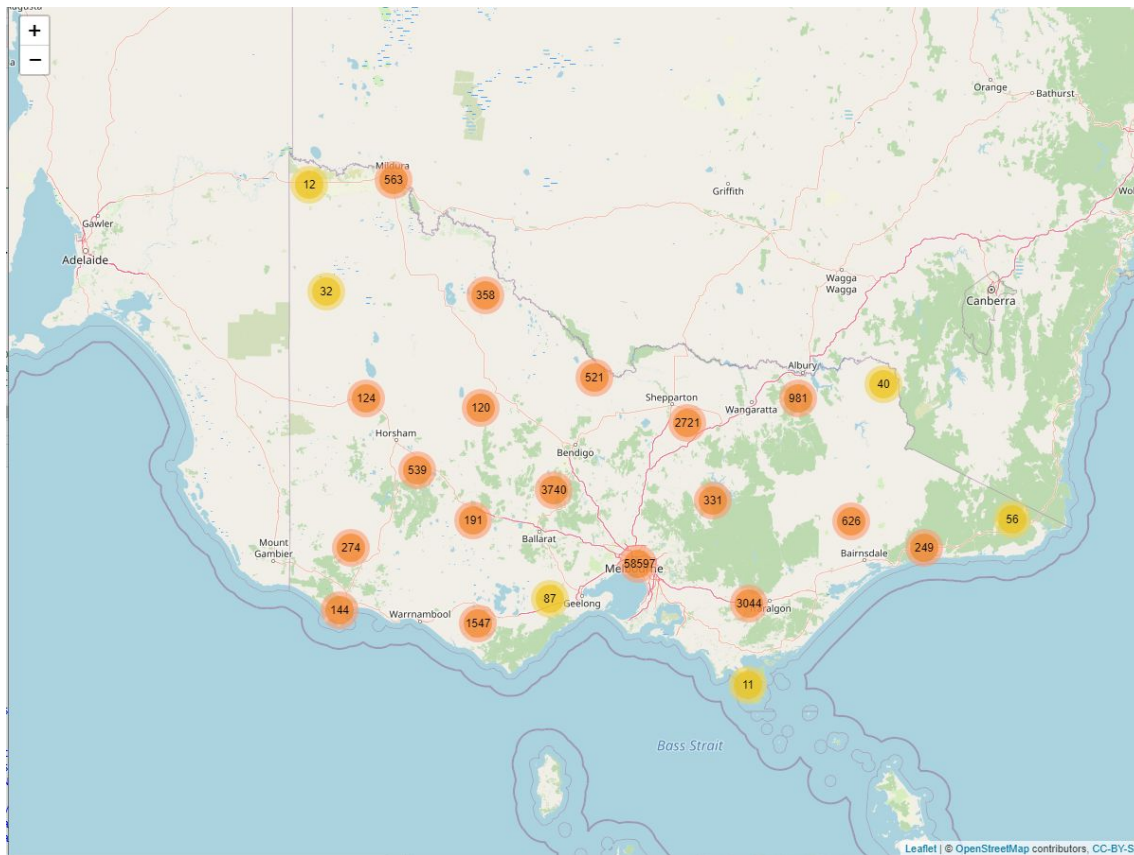 +
−
Orange
Bathurst
Mildura
12
563
Griffith
Gawler
Adelaide
Wagga
Wagga
Canberra
32
358
521
Albury
40
124
120
Shepparton
Wangaratta
981
2721
Horsham
Bendigo
539
3740
331
191
626
56
Mount
Gambier
274
Ballarat
Bairnsdale
249
58597
87
Geelong
3044
144
Warrnambool
1547
11
Bass Strait
Leaflet | © OpenStreetMap contributors, CC-BY-S